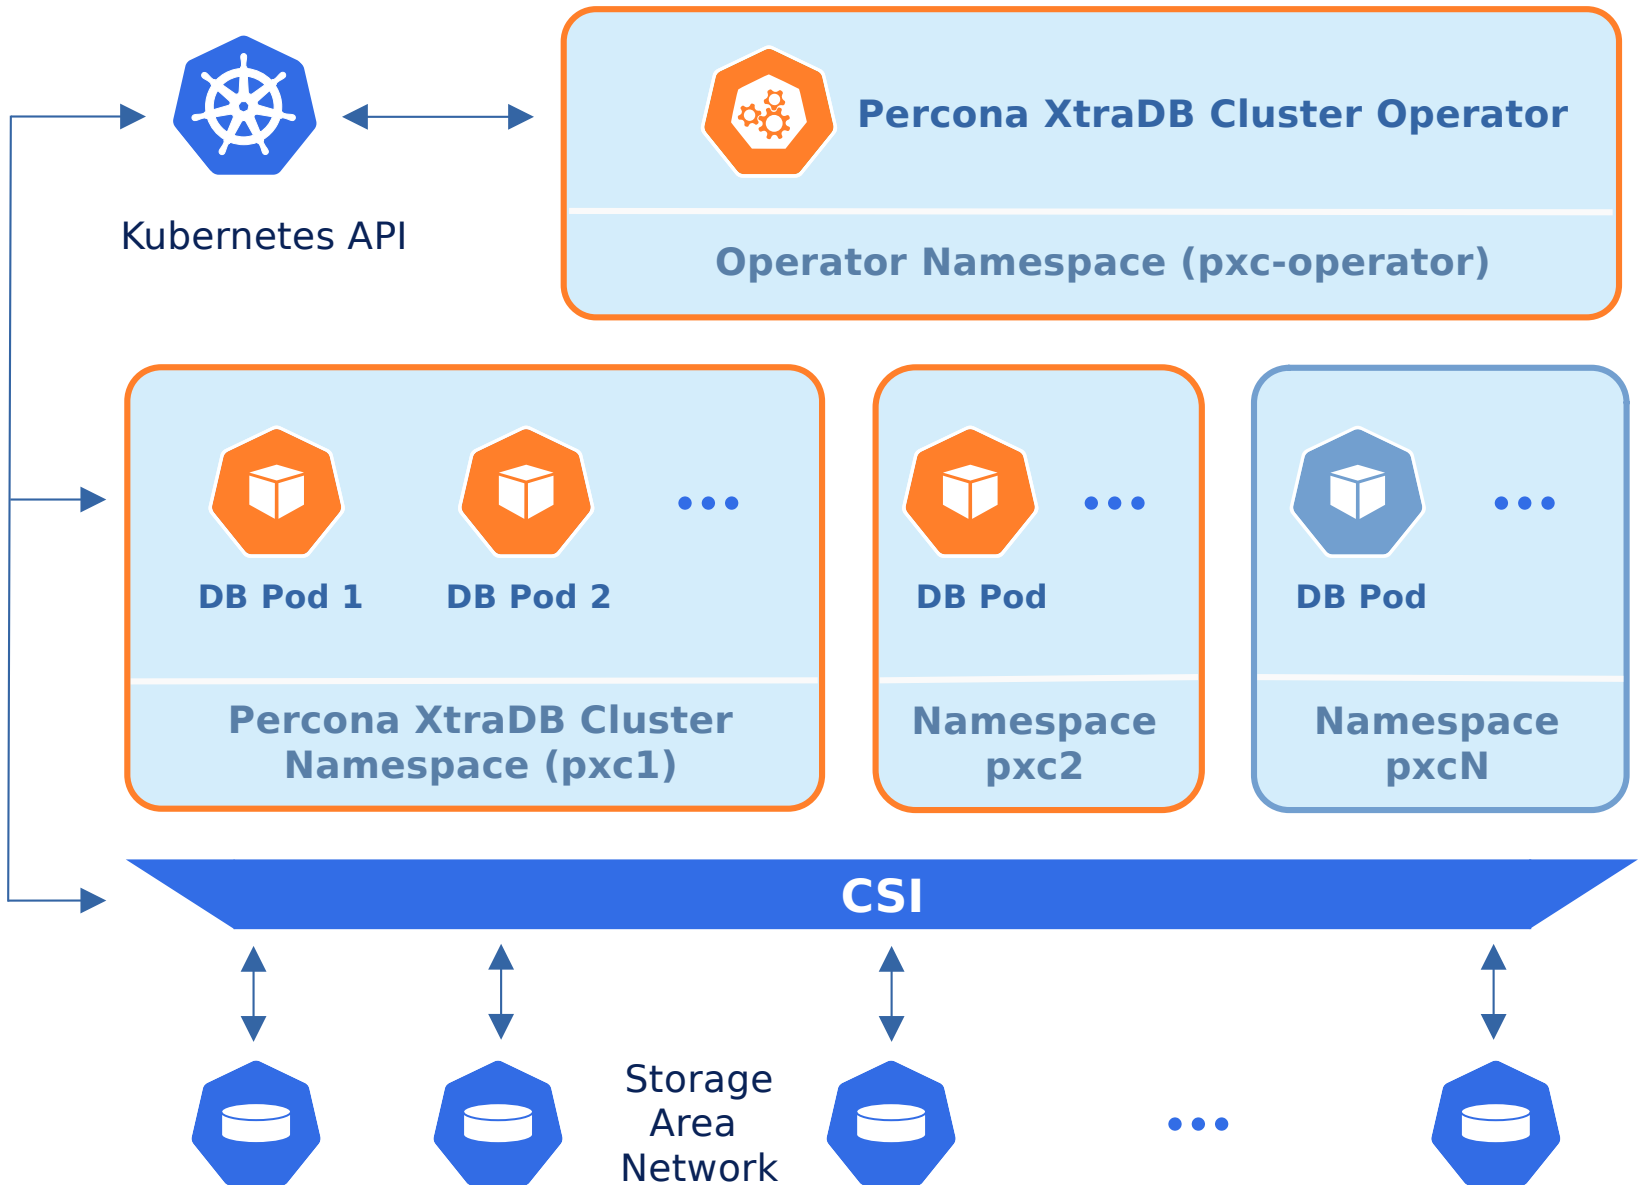 Percona XtraDB Cluster Operator
Kubernetes API
Operator Namespace (pxc-operator)
DB Pod 1
DB Pod 2
DB Pod
DB Pod
Percona XtraDB Cluster
Namespace (pxc1)
Namespace
pxc2
Namespace
pxcN
CSI
Storage
Area
Network